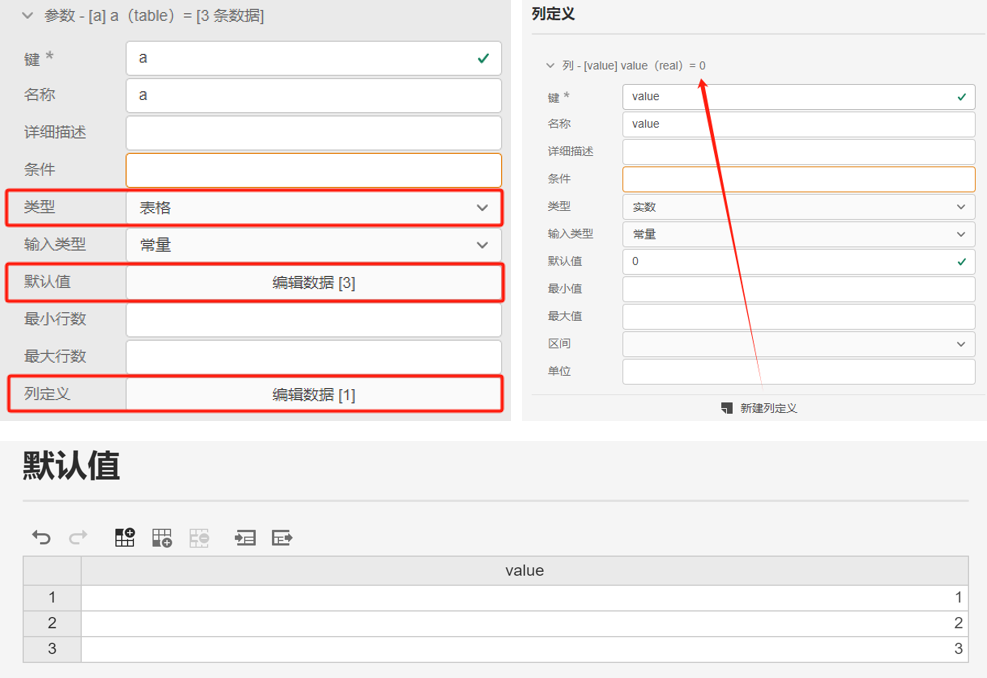 参数 - [a] a（table）= [3 条数据]
键 *
a
名称
a
详细描述
条件
类型
表格
输入类型
常量
默认值
编辑数据 [3]
最小行数
最大行数
列定义
编辑数据 [1]
列定义
列 - [value] value（real）= 0
键 *
value
名称
value
详细描述
条件
类型
实数
输入类型
常量
默认值
0
最小值
最大值
区间
单位
新建列定义
默认值
value
1 1
2 2
3 3